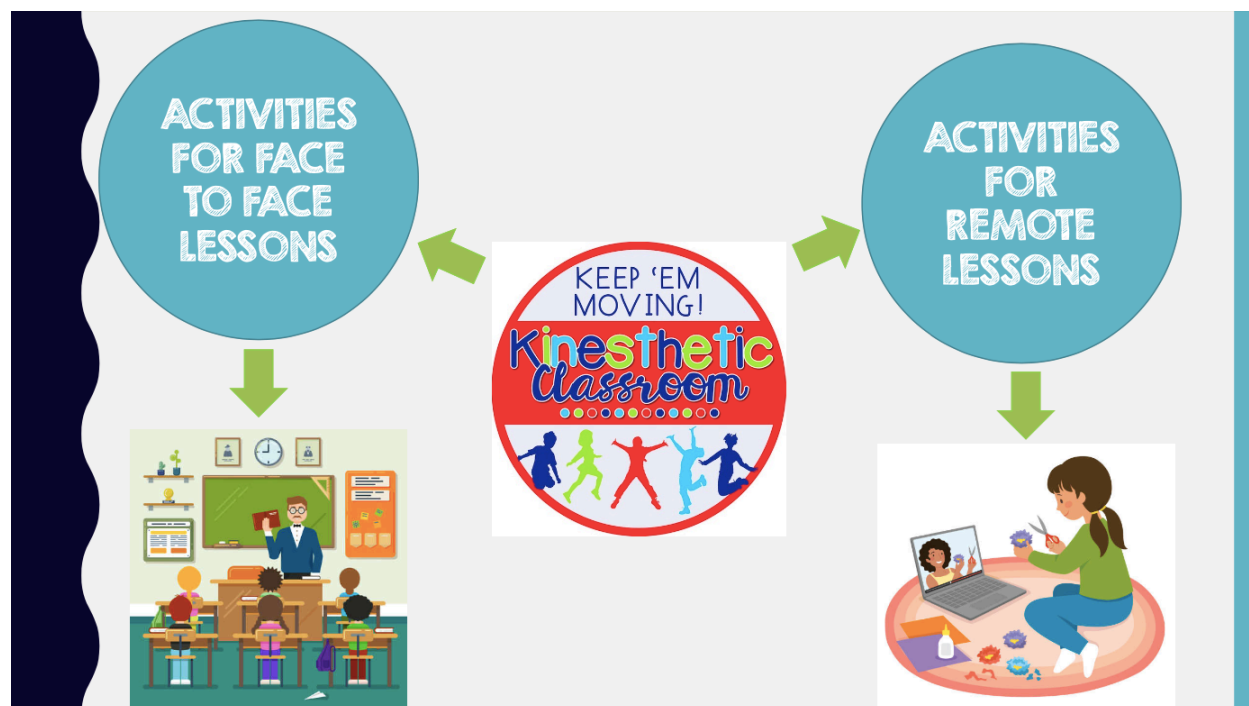 ACTIVITIES
FOR FACE
TO FACE
LESSONS
KEEP ‘EM
MOVING!
Kinesthetic
Classroom
ACTIVITIES
FOR
REMOTE
LESSONS